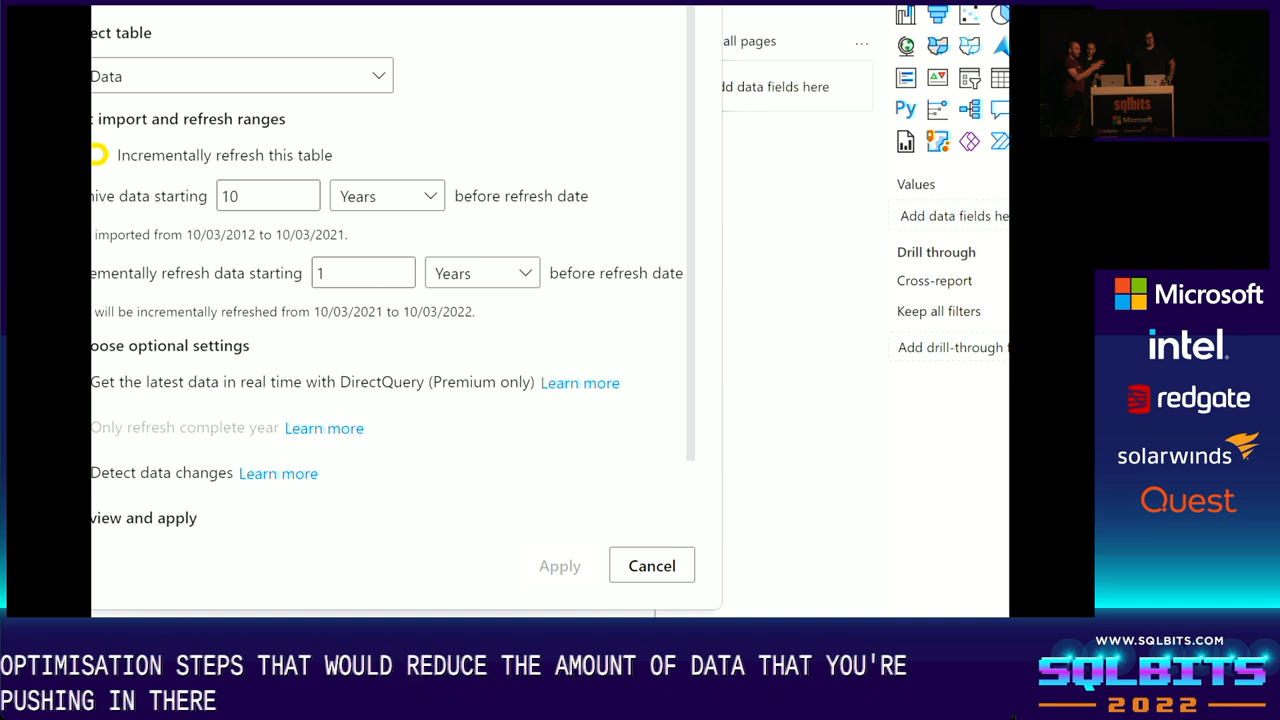 ect table
Data
t import and refresh ranges
Incrementally refresh this table
hive data starting 10 Years before refresh date
imported from 10/03/2012 to 10/03/2021.
ementally refresh data starting 1 Years before refresh date
will be incrementally refreshed from 10/03/2021 to 10/03/2022.
oose optional settings
Get the latest data in real time with DirectQuery (Premium only) Learn more
Only refresh complete year Learn more
Detect data changes Learn more
view and apply
Apply Cancel
all pages ...
dd data fields here
Py
Values
Add data fields he
Drill through
Cross-report
Keep all filters
Add drill-through f
sqlbits
Microsoft
Microsoft
intel.
redgate
solarwinds
Quest
OPTIMISATION STEPS THAT WOULD REDUCE THE AMOUNT OF DATA THAT YOU'RE
PUSHING IN THERE
WWW.SQLBITS.COM
SQLBITS
2022